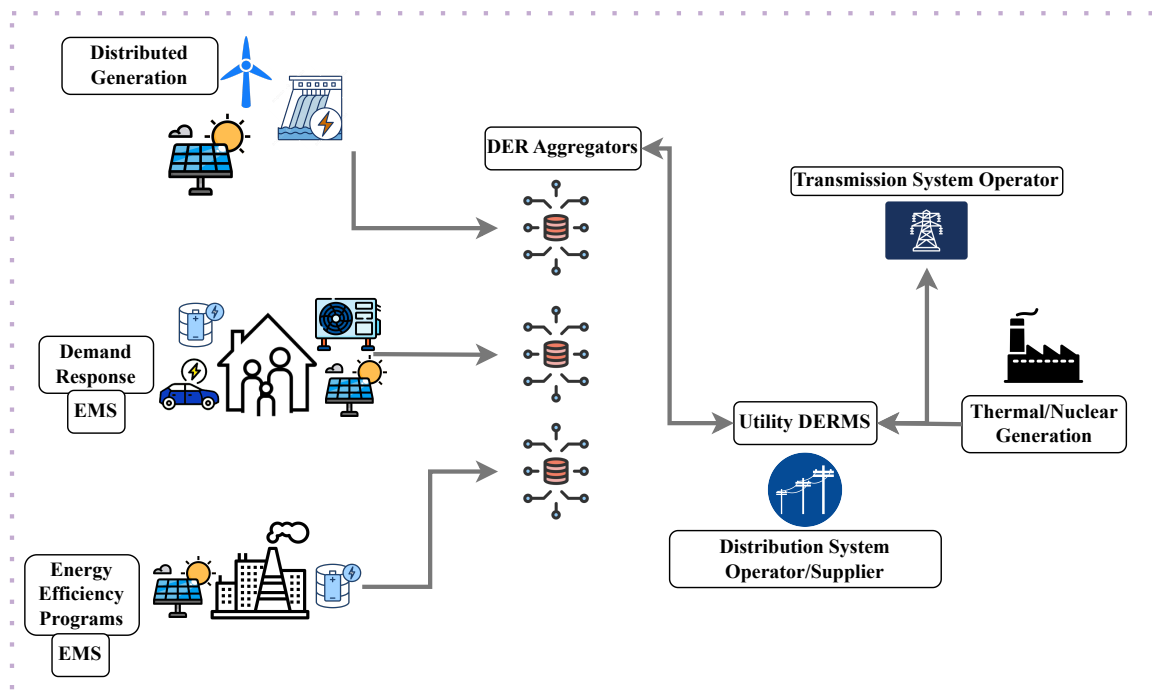 Distributed
Generation
DER Aggregators
Transmission System Operator
Demand
Response
EMS
Utility DERMS
Thermal/Nuclear
Generation
Distribution System
Operator/Supplier
Energy
Efficiency
Programs
EMS